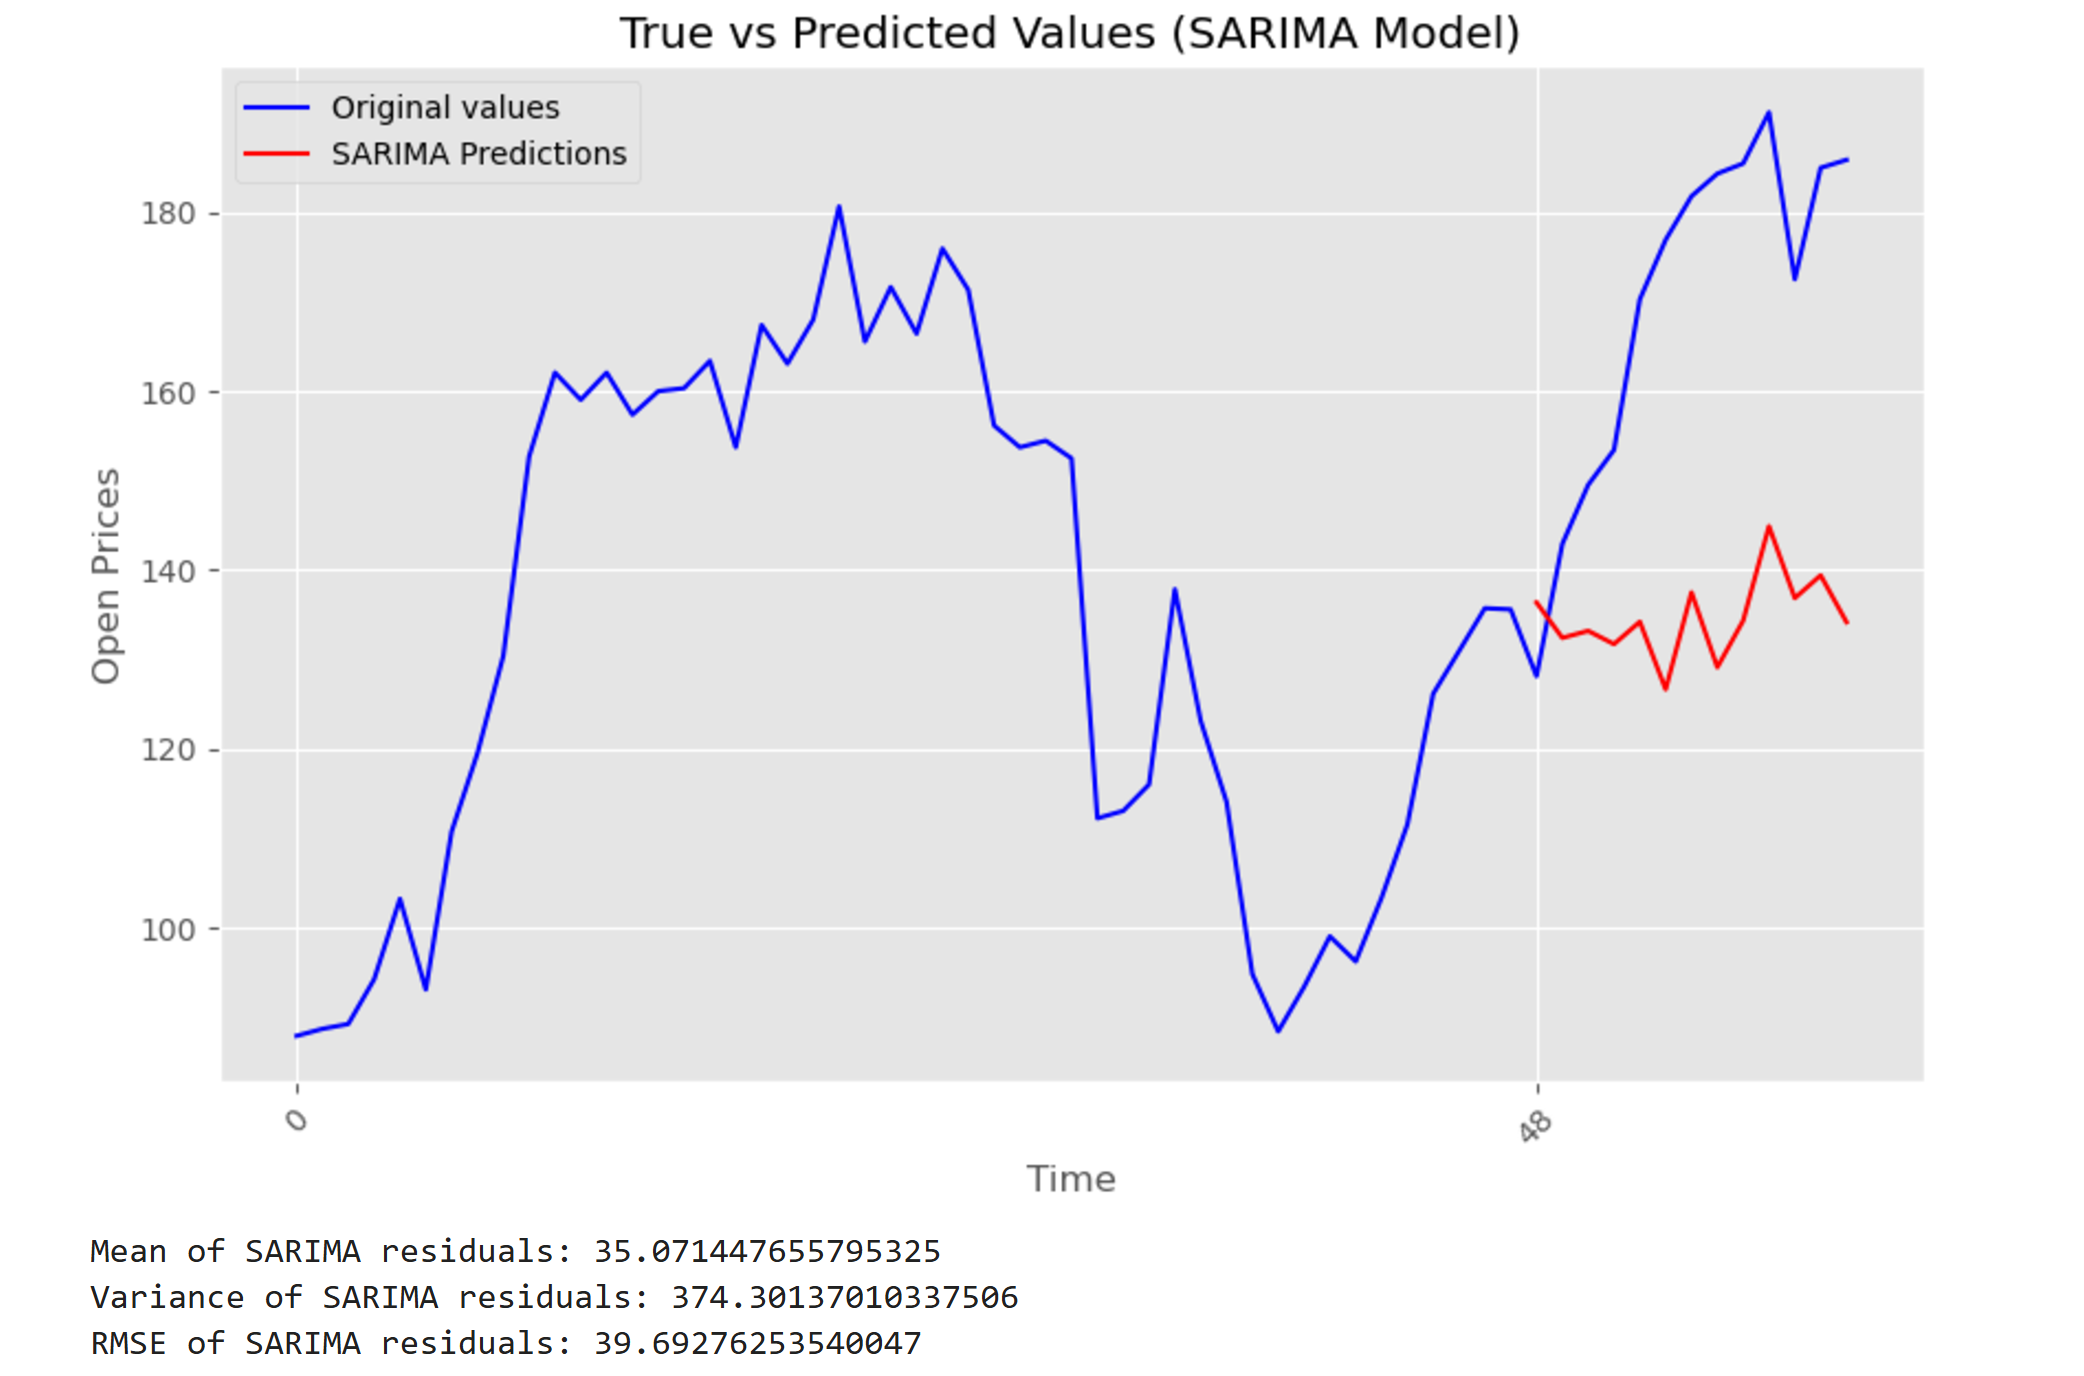 True vs Predicted Values (SARIMA Model)
Original values
SARIMA Predictions
180
160
140
120
100
Open Prices
0
48
Time
Mean of SARIMA residuals: 35.071447655795325
Variance of SARIMA residuals: 374.30137010337506
RMSE of SARIMA residuals: 39.69276253540047